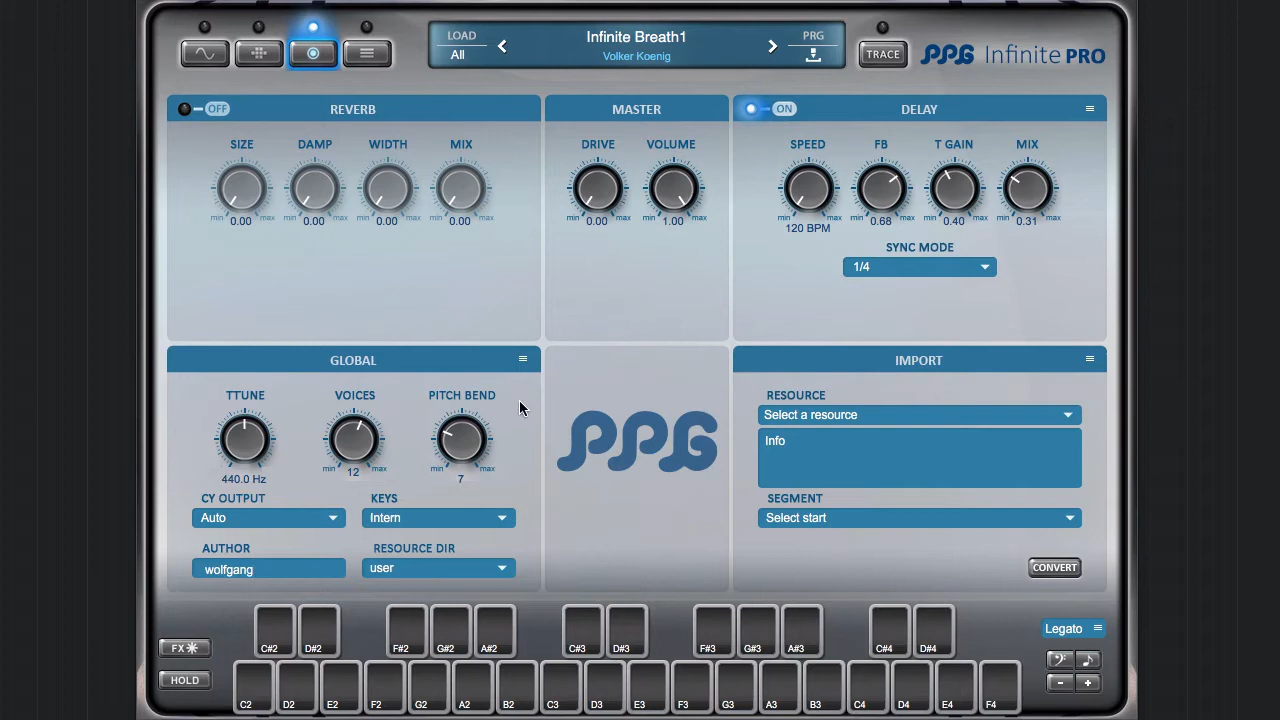 LOAD
All
Infinite Breath1
Volker Koenig
PRG
TRACE
PPG Infinite PRO
OFF
REVERB
SIZE DAMP WIDTH MIX
min max min max min max min max
0.00 0.00 0.00 0.00
MASTER
DRIVE VOLUME
min max min max
0.00 1.00
ON
DELAY
SPEED FB T GAIN MIX
min max min max min max min max
120 BPM 0.68 0.40 0.31
SYNC MODE
1/4
GLOBAL
TTUNE VOICES PITCH BEND
min max min max
440.0 Hz 12 7
CY OUTPUT KEYS
Auto Intern
AUTHOR RESOURCE DIR
wolfgang user
PPG
IMPORT
RESOURCE
Select a resource
Info
SEGMENT
Select start
CONVERT
FX
HOLD
C#2 D#2 F#2 G#2 A#2 C#3 D#3 F#3 G#3 A#3 C#4 D#4
C2 D2 E2 F2 G2 A2 B2 C3 D3 E3 F3 G3 A3 B3 C4 D4 E4 F4
Legato
- +